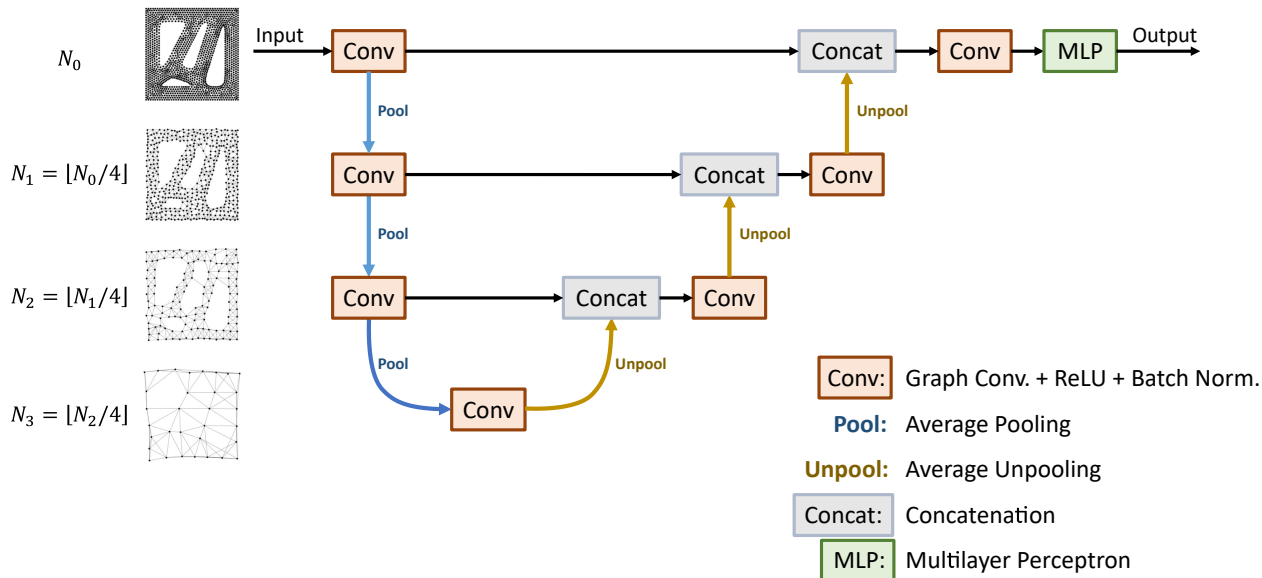 N₀ Input Conv Concat Conv MLP Output
Pool Unpool
N₁ = ⌊N₀/4⌋ Conv Concat Conv
Pool Unpool
N₂ = ⌊N₁/4⌋ Conv Concat Conv
Pool Unpool
N₃ = ⌊N₂/4⌋ Conv
Conv: Graph Conv. + ReLU + Batch Norm.
Pool: Average Pooling
Unpool: Average Unpooling
Concat: Concatenation
MLP: Multilayer Perceptron